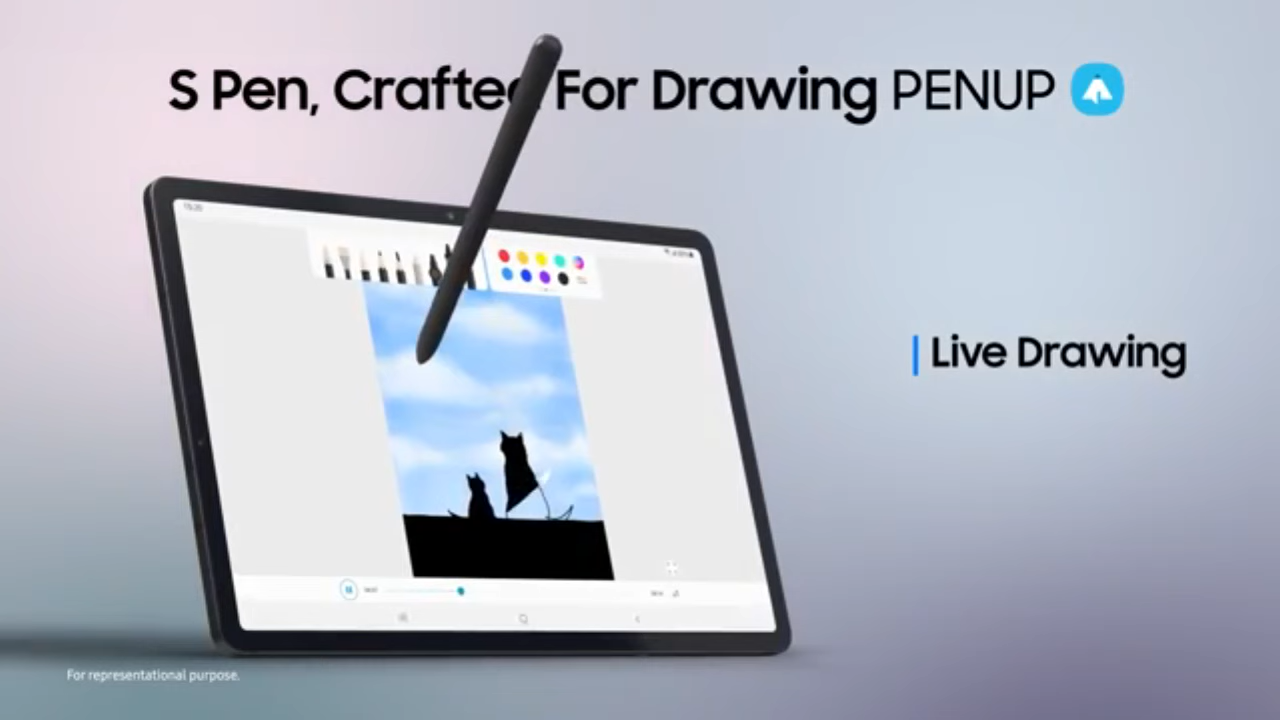 S Pen, Crafted For Drawing PENUP
Live Drawing
For representational purpose.